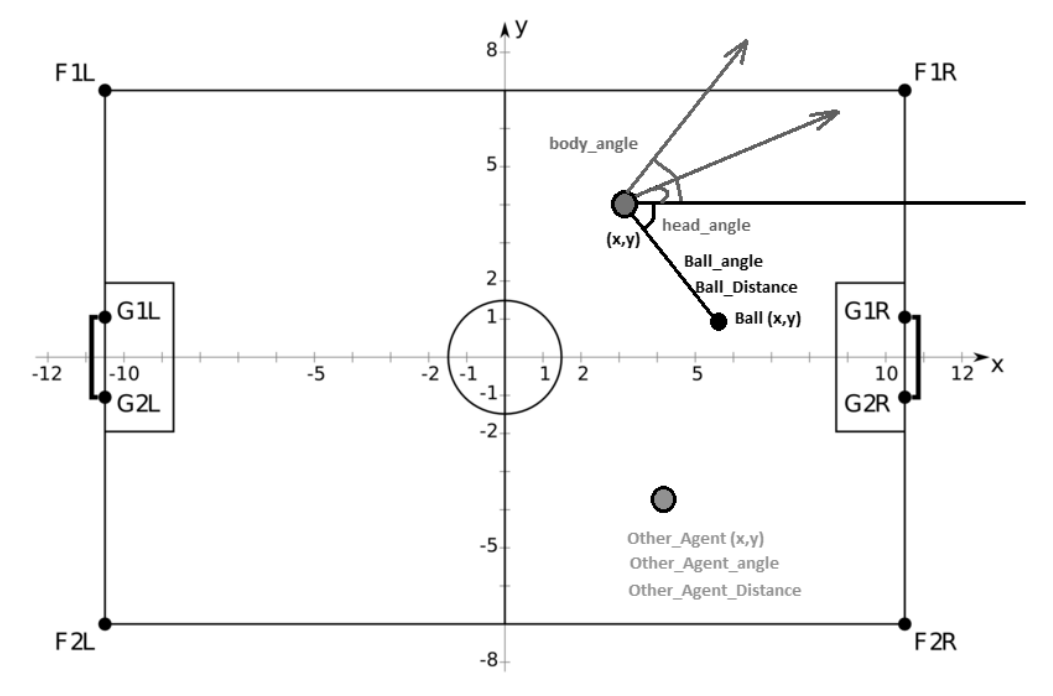 y
8
F1L
F1R
body_angle
5
head_angle
(x,y)
Ball_angle
2
Ball_Distance
G1L
1
Ball (x,y)
G1R
x
-12
-10
-5
-2
-1
1
2
5
10
12
G2L
-1
G2R
-2
Other_Agent (x,y)
-5
Other_Agent_angle
Other_Agent_Distance
F2L
F2R
-8